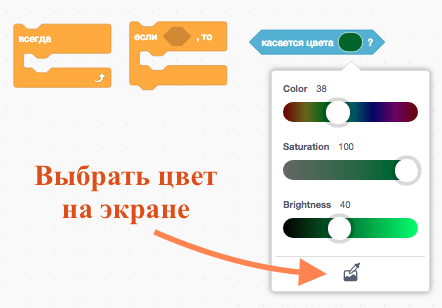 всегда
если , то
касается цвета ?
Color 38
Saturation 100
Brightness 40
Выбрать цвет
на экране